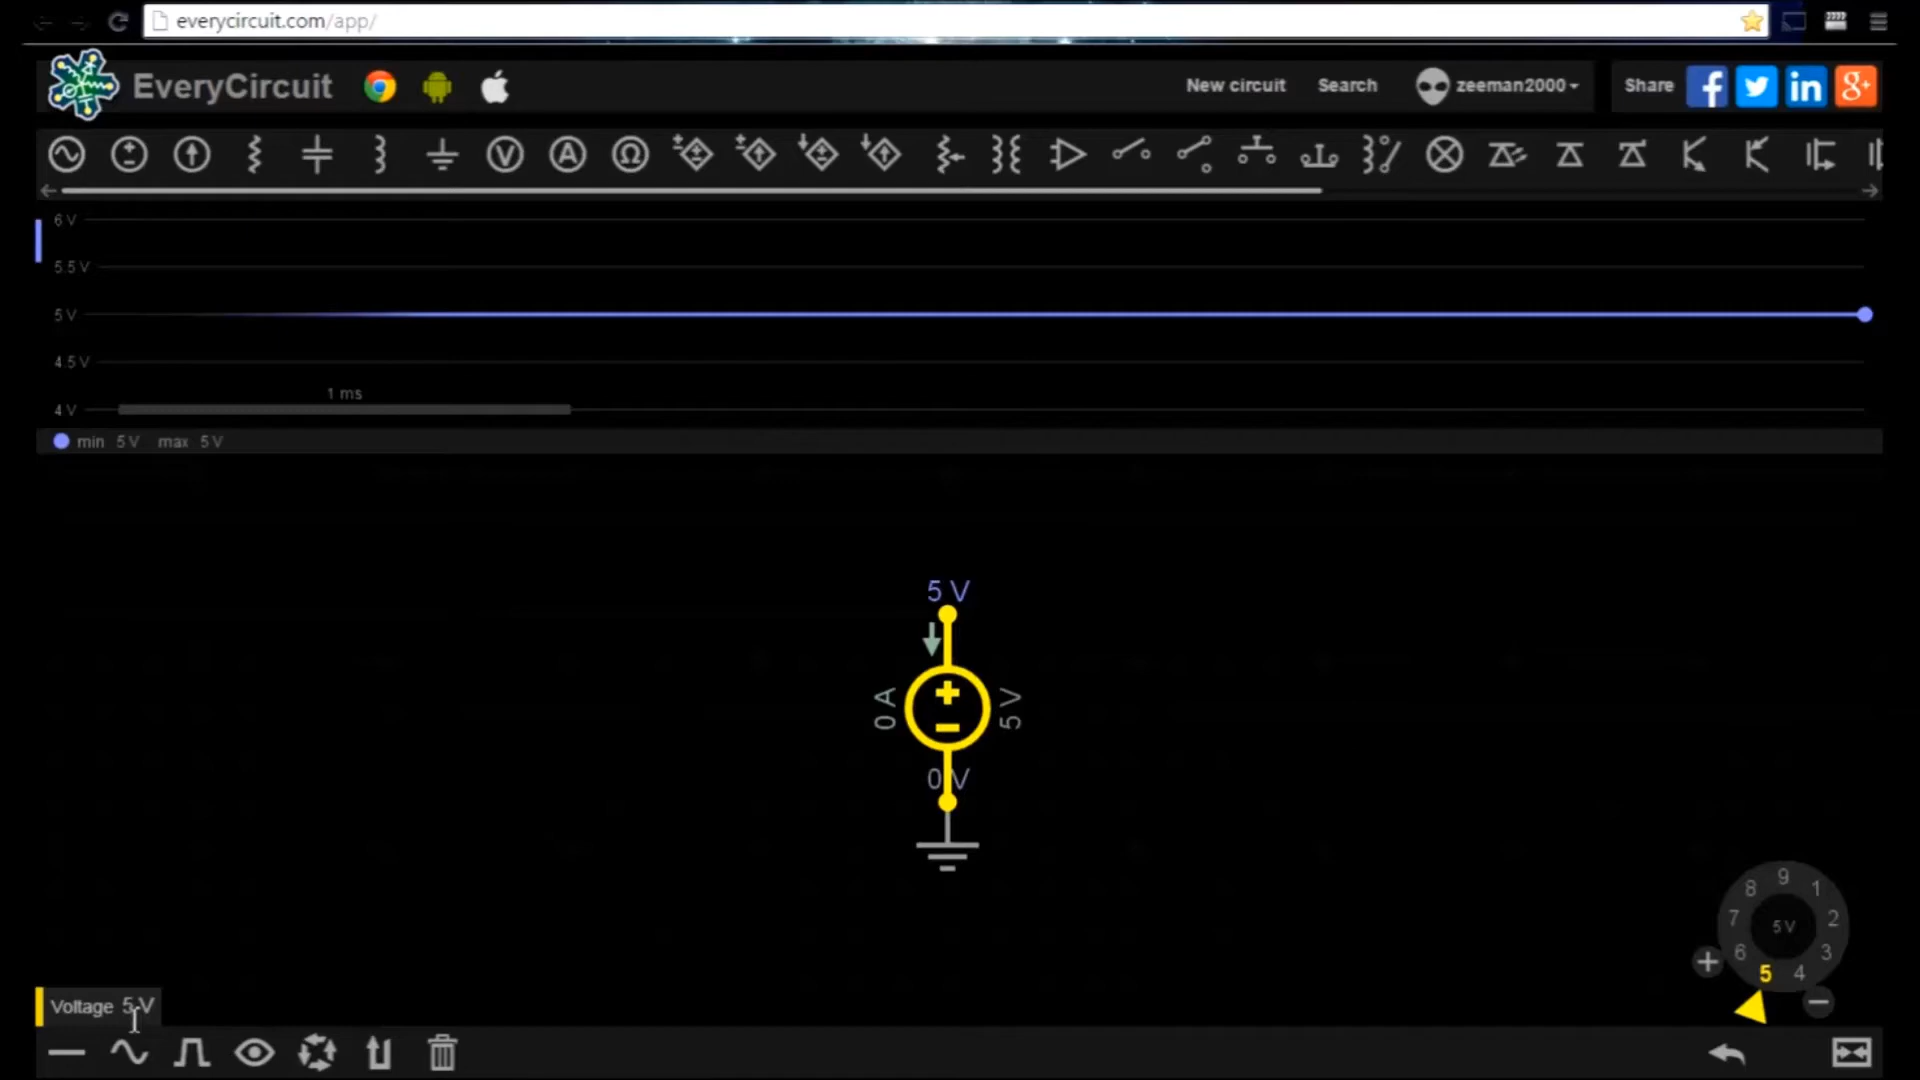 everycircuit.com/app/
EveryCircuit
New circuit
Search
zeeman2000
Share
6 V
5.5 V
5 V
4.5 V
1 ms
4 V
min 5 V max 5 V
5 V
0 A
5 V
0 V
9
8
1
7
2
5 V
6
3
5
4
Voltage 5 V